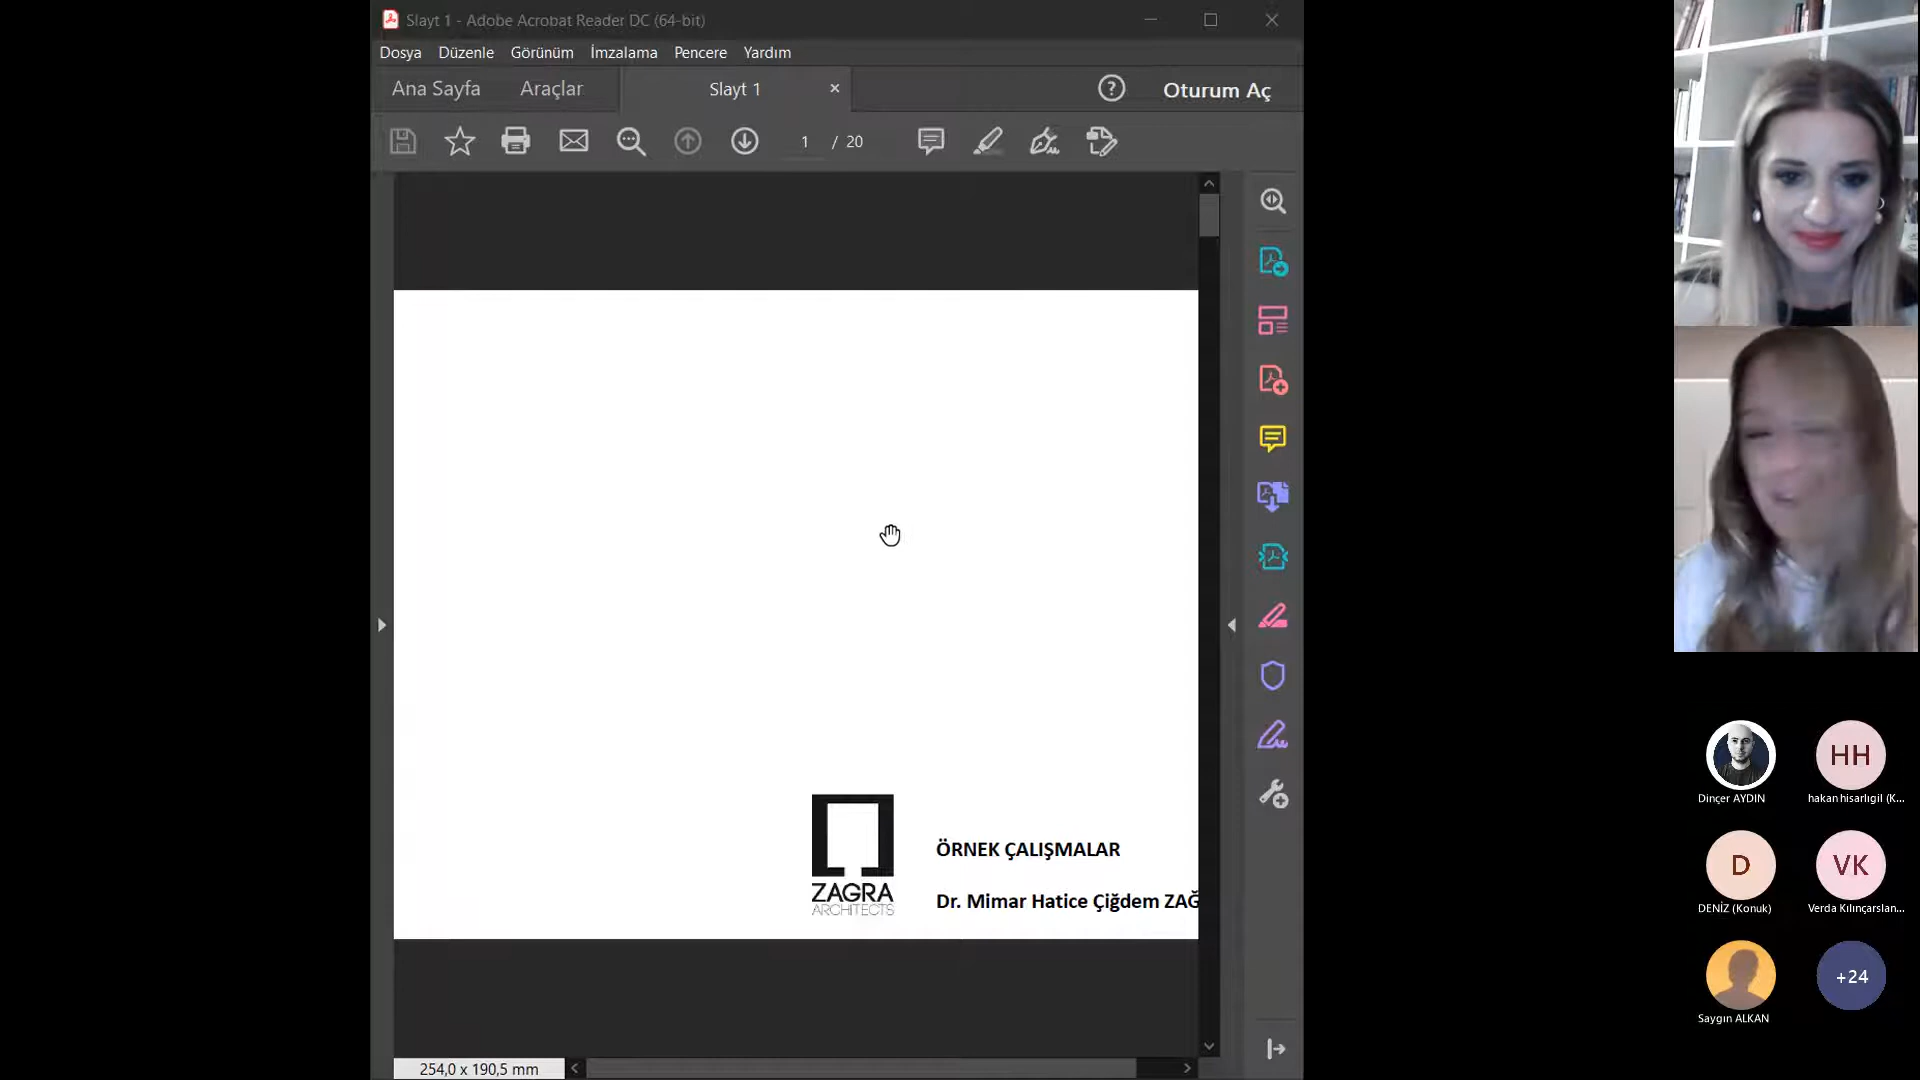 Slayt 1 - Adobe Acrobat Reader DC (64-bit)
Dosya Düzenle Görünüm İmzalama Pencere Yardım
Ana Sayfa Araçlar Slayt 1 × ? Oturum Aç
1 / 20
ZAGRA
ARCHITECTS
ÖRNEK ÇALIŞMALAR
Dr. Mimar Hatice Çiğdem ZAĞ
254,0 x 190,5 mm
Dinçer AYDIN
HH
hakan hisarlıgil (K...
D
DENİZ (Konuk)
VK
Verda Kılınçarslan...
Saygın ALKAN
+24